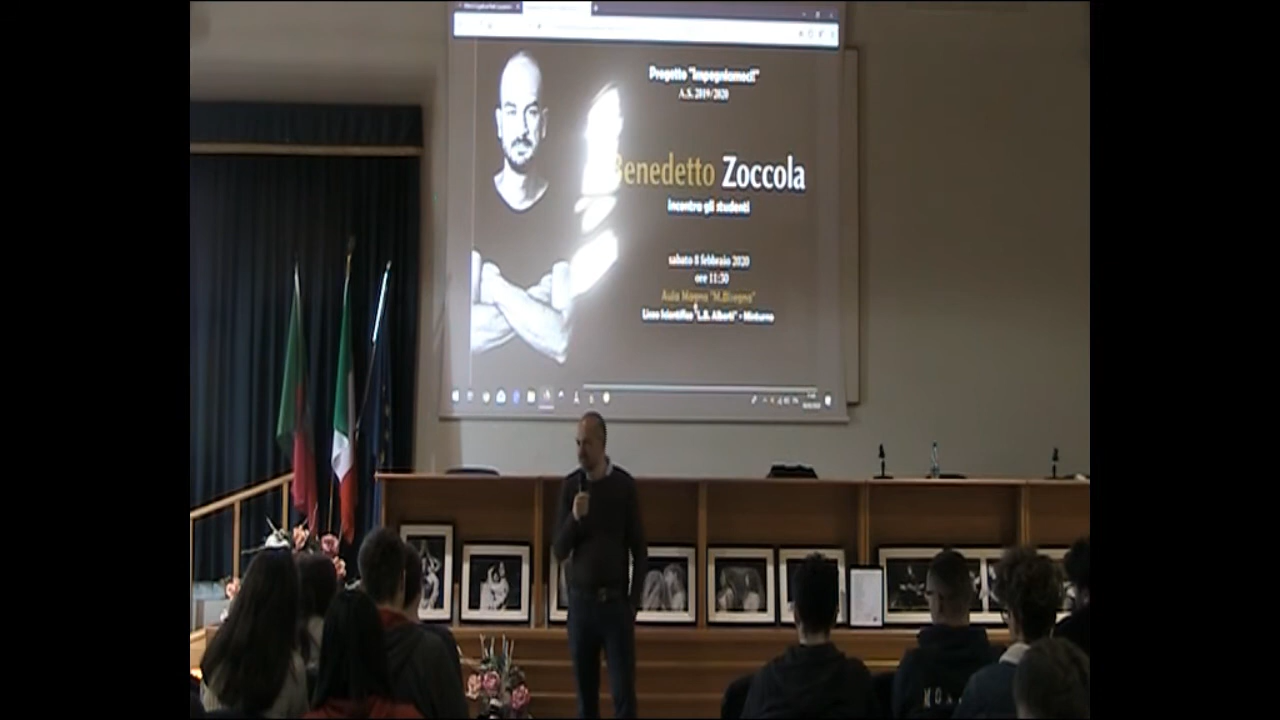 Progetto "Impegniamoci!"
A.S. 2019/2020
Benedetto Zoccola
incontra gli studenti
sabato 8 febbraio 2020
ore 11:30
Aula Magna "M.Bisegna"
Liceo Scientifico "L.B. Alberti" - Minturno